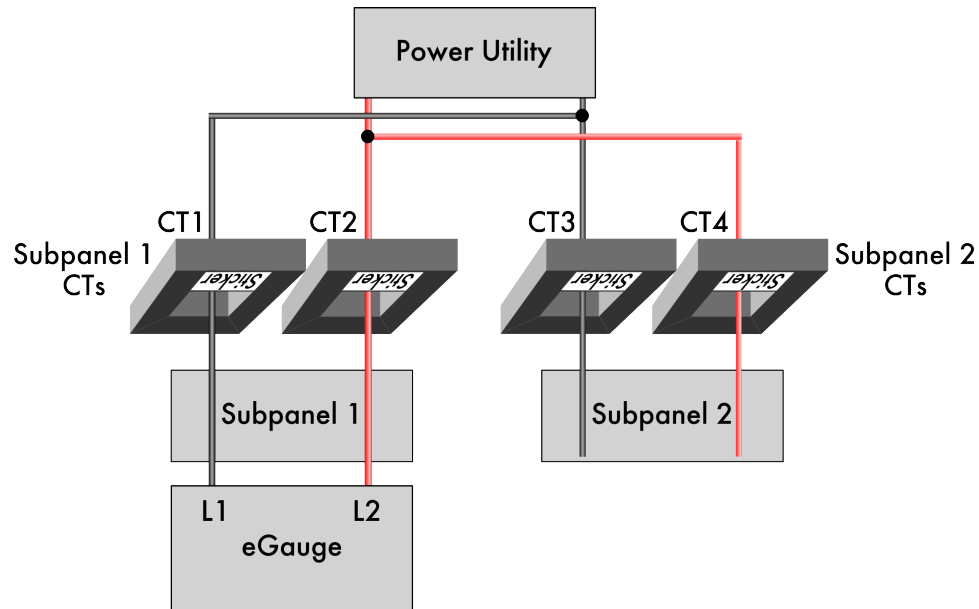 Power Utility
CT1
CT2
CT3
CT4
Subpanel 1
CTs
Sticker
Sticker
Sticker
Sticker
Subpanel 2
CTs
Subpanel 1
Subpanel 2
L1
L2
eGauge